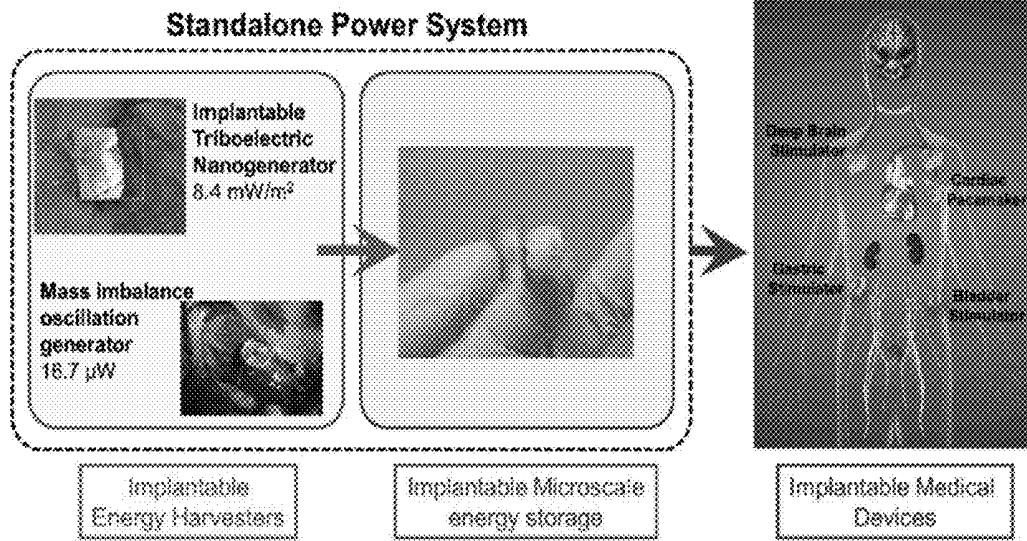 Standalone Power System
Implantable
Triboelectric
Nanogenerator
8.4 mW/m²
Mass imbalance
oscillation
generator
16.7 µW
Deep Brain
Stimulator
Cardiac
Pacemaker
Gastric
Stimulator
Bladder
Stimulator
Implantable
Energy Harvesters
Implantable Microscale
energy storage
Implantable Medical
Devices